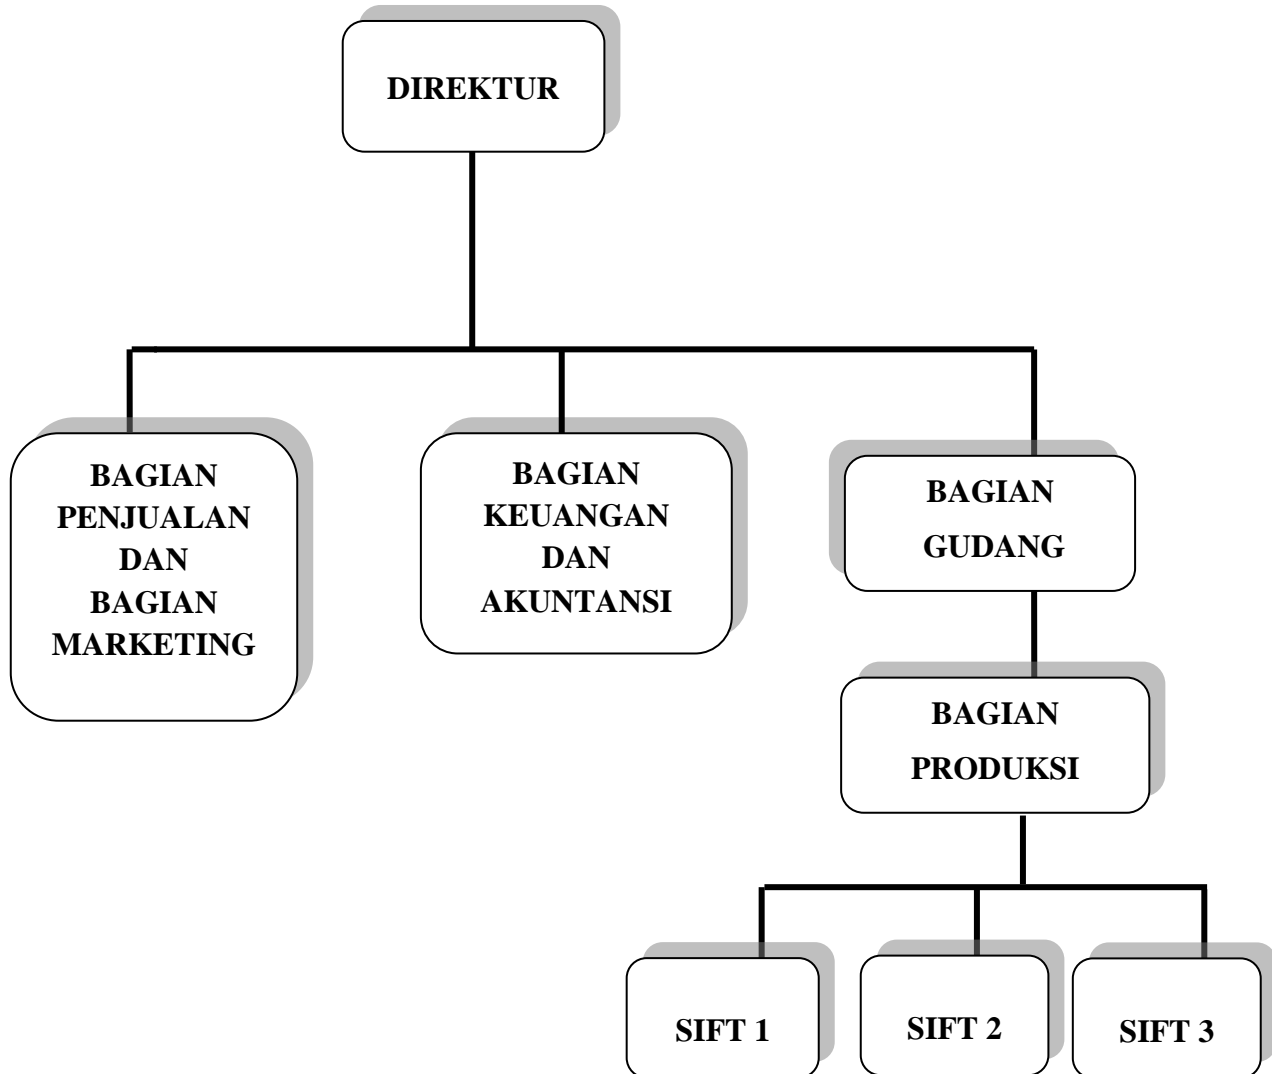 DIREKTUR
BAGIAN
PENJUALAN
DAN
BAGIAN
MARKETING
BAGIAN
KEUANGAN
DAN
AKUNTANSI
BAGIAN
GUDANG
BAGIAN
PRODUKSI
SIFT 1
SIFT 2
SIFT 3